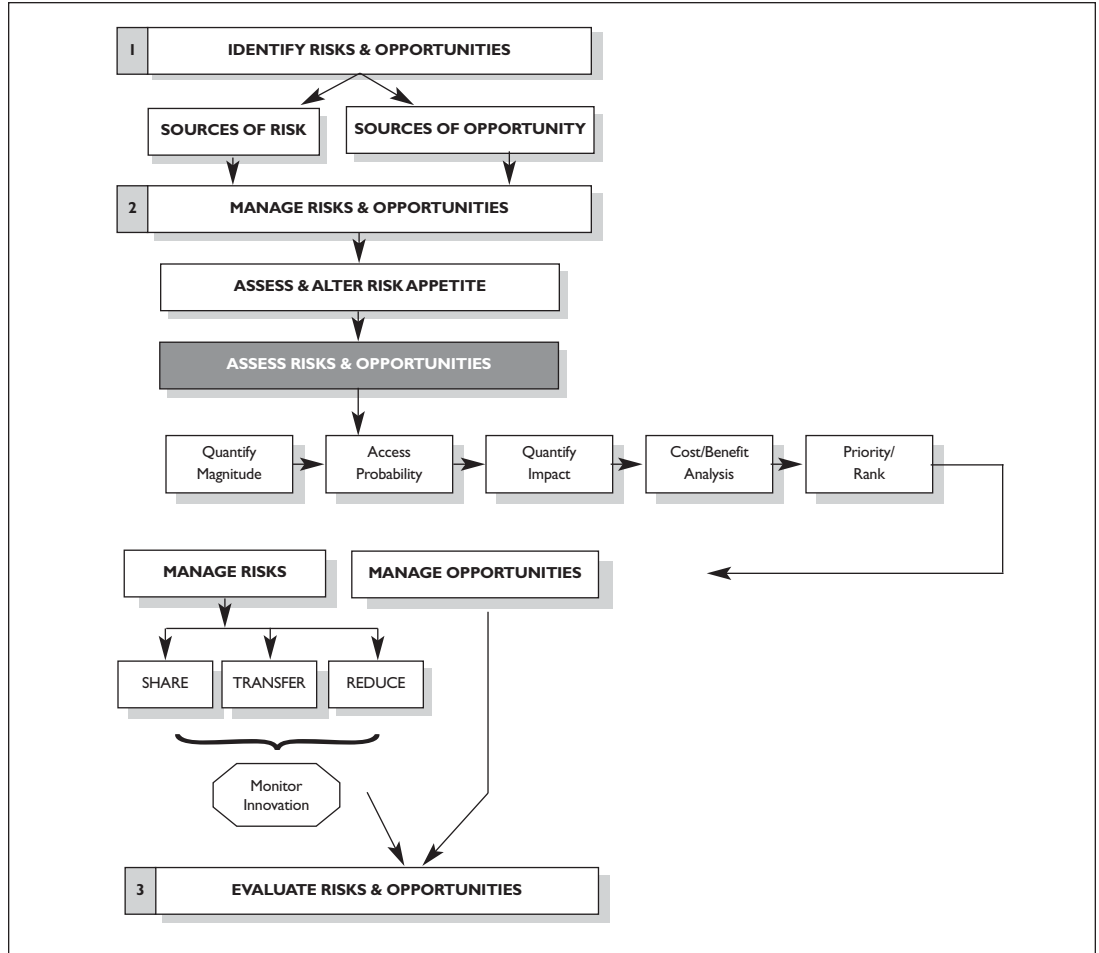 1 IDENTIFY RISKS & OPPORTUNITIES
SOURCES OF RISK
SOURCES OF OPPORTUNITY
2 MANAGE RISKS & OPPORTUNITIES
ASSESS & ALTER RISK APPETITE
ASSESS RISKS & OPPORTUNITIES
Quantify
Magnitude
Access
Probability
Quantify
Impact
Cost/Benefit
Analysis
Priority/
Rank
MANAGE RISKS
MANAGE OPPORTUNITIES
SHARE
TRANSFER
REDUCE
Monitor
Innovation
3 EVALUATE RISKS & OPPORTUNITIES